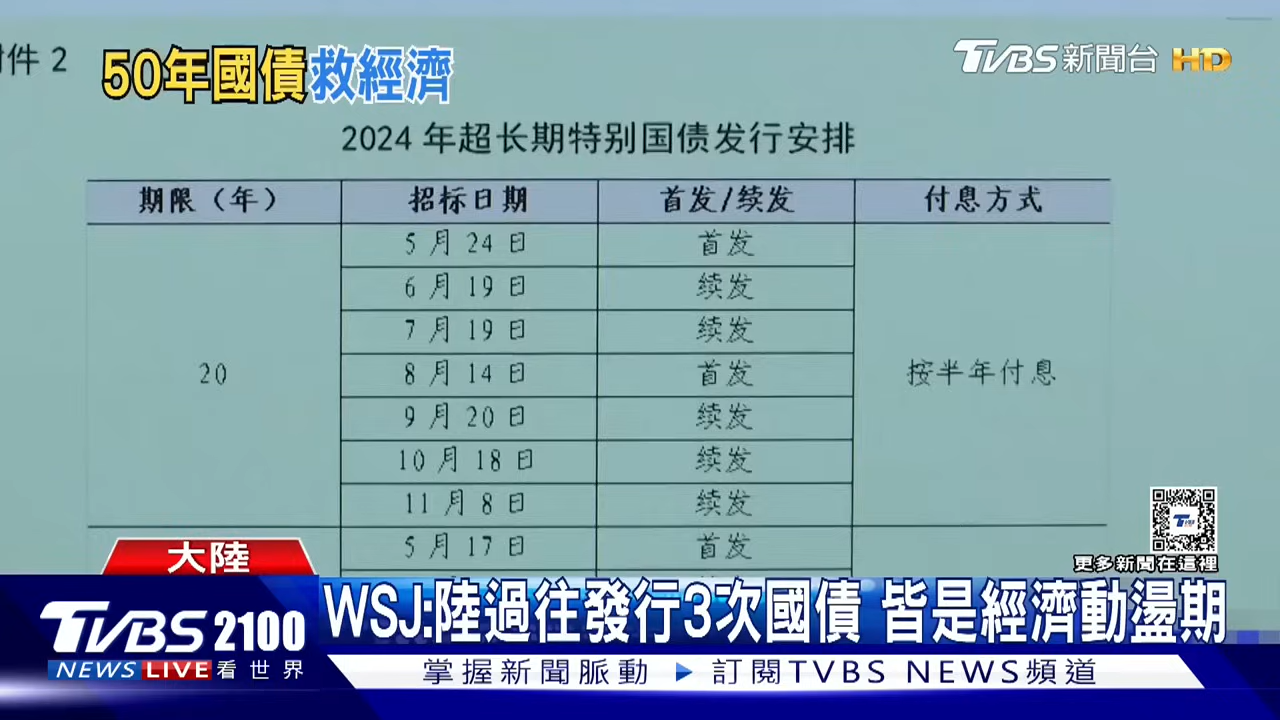 附件 2
50年國債救經濟
TVBS新聞台 HD
2024 年超长期特别国债发行安排
期限（年） 招标日期 首发/续发 付息方式
20
5 月 24 日 首发
6 月 19 日 续发
7 月 19 日 续发
8 月 14 日 首发
9 月 20 日 续发
10 月 18 日 续发
11 月 8 日 续发
按半年付息
5 月 17 日 首发
更多新聞在這裡
大陸
WSJ:陸過往發行3次國債 皆是經濟動盪期
TVBS 2100
NEWS LIVE 看世界
掌握新聞脈動 ▶ 訂閱TVBS NEWS頻道